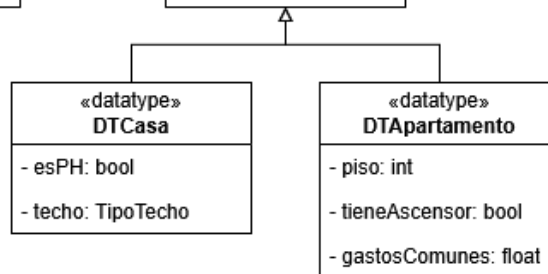 «datatype»
DTCasa
- esPH: bool
- techo: TipoTecho
«datatype»
DTApartamento
- piso: int
- tieneAscensor: bool
- gastosComunes: float